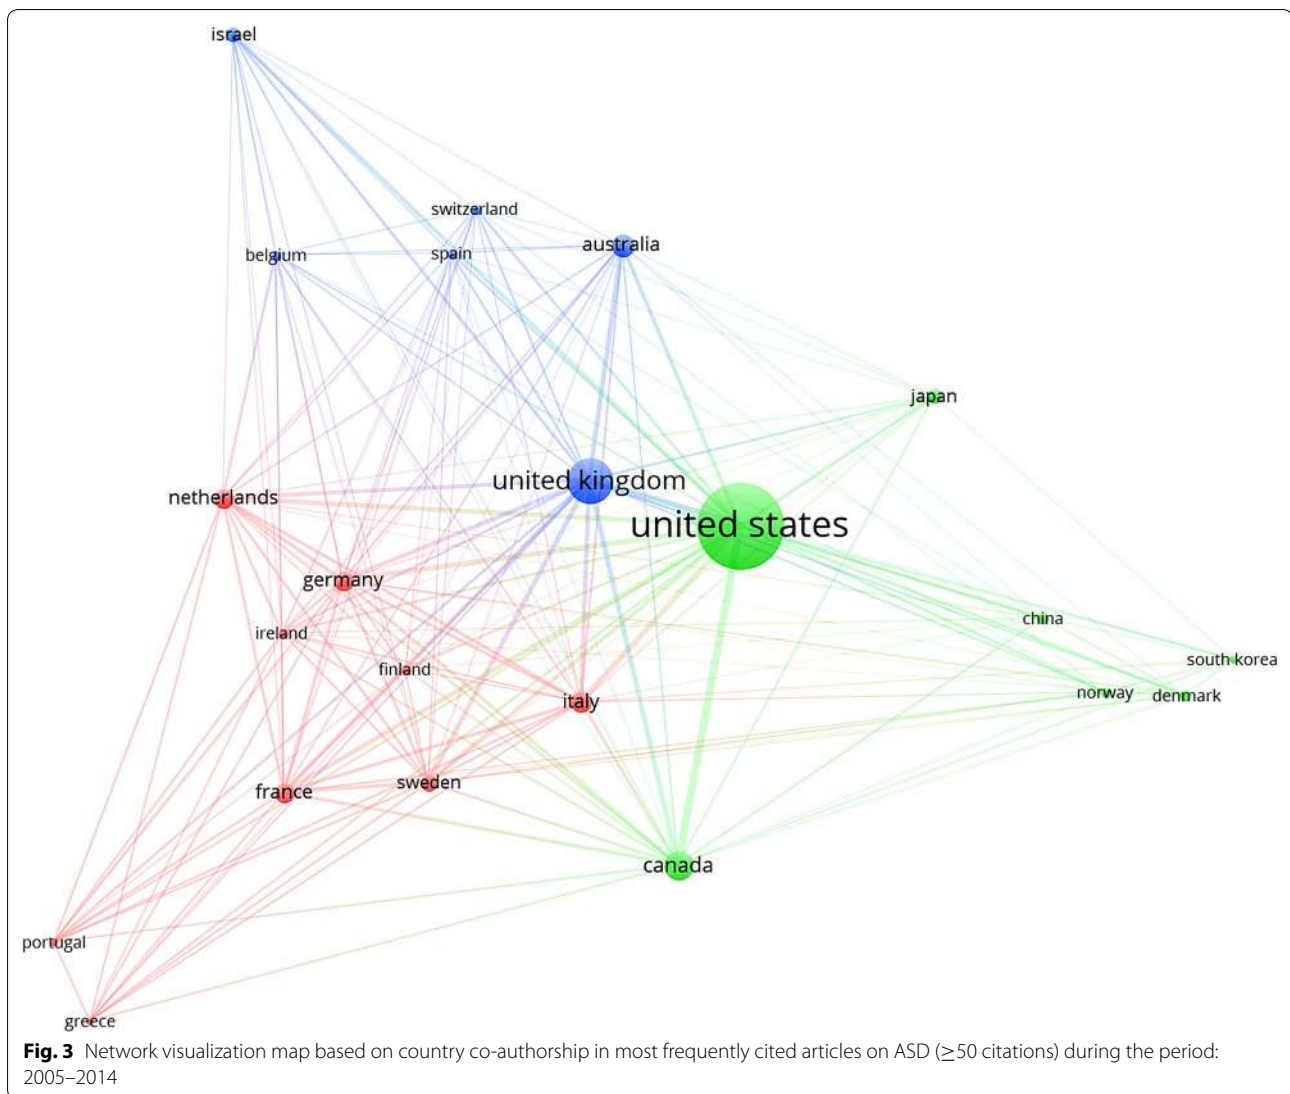 israel
switzerland
australia
belgium
spain
japan
united kingdom
netherlands
united states
germany
china
ireland
south korea
finland
norway
denmark
italy
sweden
france
canada
portugal
greece
Fig. 3 Network visualization map based on country co-authorship in most frequently cited articles on ASD (≥50 citations) during the period:
2005–2014